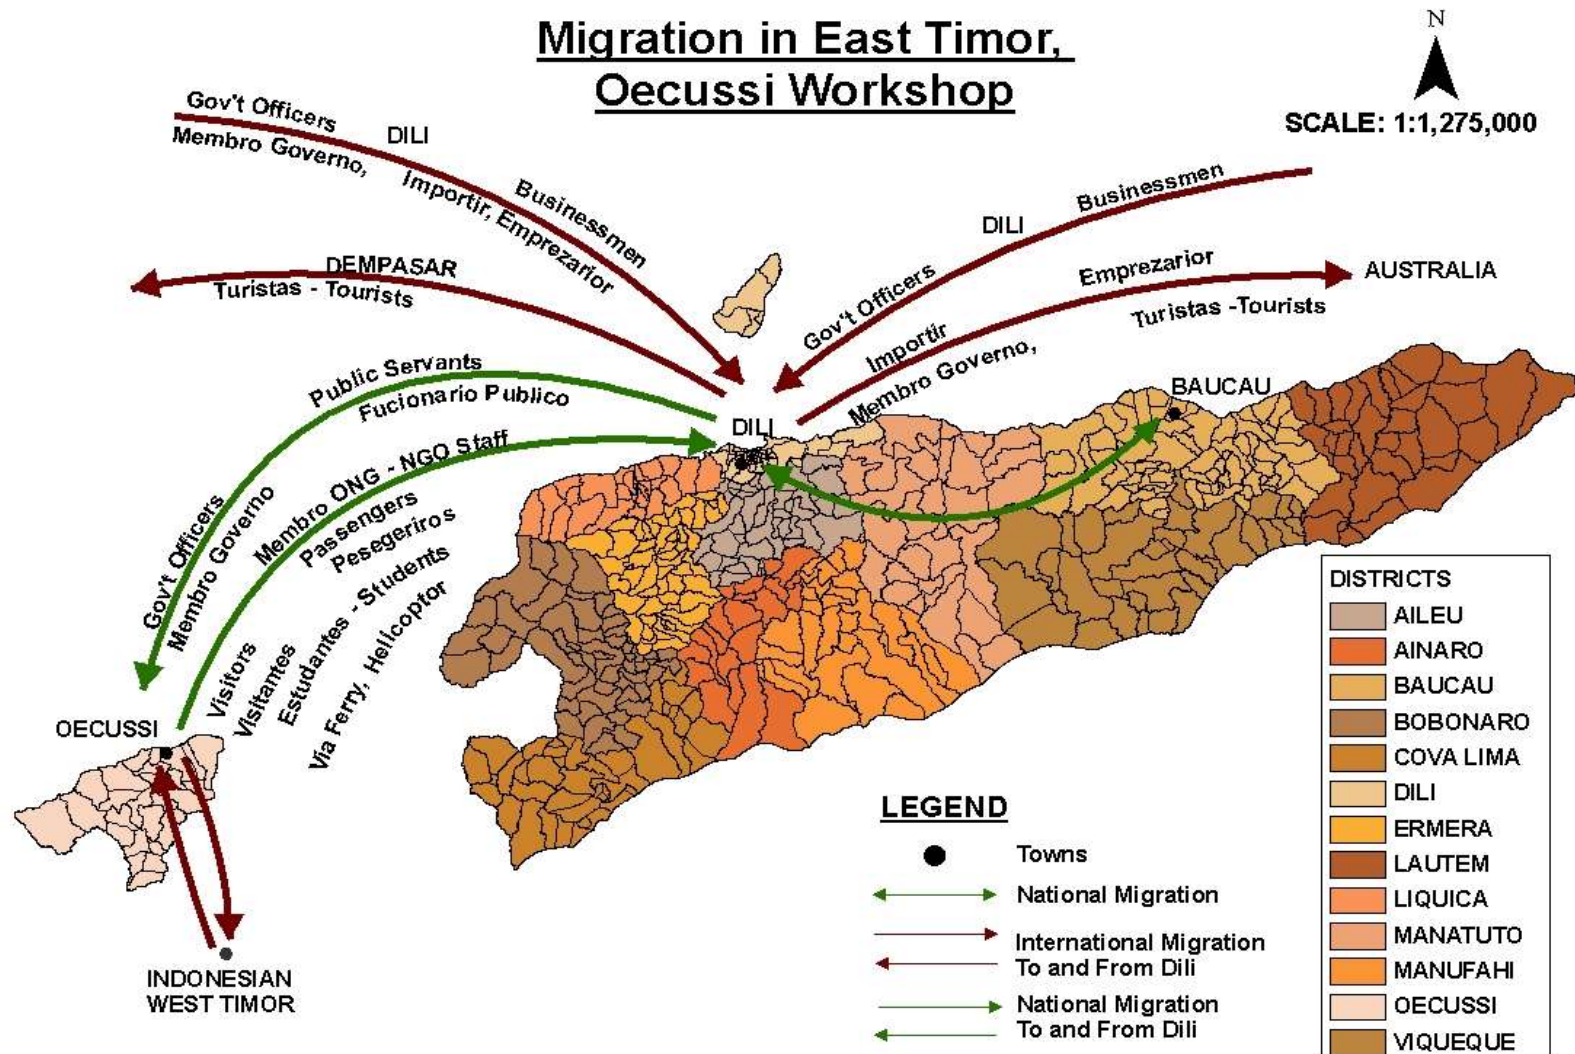 Migration in East Timor,
Oecussi Workshop
N
SCALE: 1:1,275,000
Gov't Officers
DILI
Businessmen
Membro Governo,
Importir, Emprezarior
DEMPASAR
Turistas - Tourists
Businessmen
DILI
Gov't Officers
Emprezarior
Importir
AUSTRALIA
Turistas -Tourists
Membro Governo,
Public Servants
Fucionario Publico
Gov't Officers
Membro Governo
Membro ONG - NGO Staff
Passengers
Pesegeriros
Visitors
Visitantes
Estudantes - Students
Via Ferry, Helicoptor
DILI
BAUCAU
OECUSSI
INDONESIAN
WEST TIMOR
LEGEND
Towns
National Migration
International Migration
To and From Dili
National Migration
To and From Dili
DISTRICTS
AILEU
AINARO
BAUCAU
BOBONARO
COVA LIMA
DILI
ERMERA
LAUTEM
LIQUICA
MANATUTO
MANUFAHI
OECUSSI
VIQUEQUE